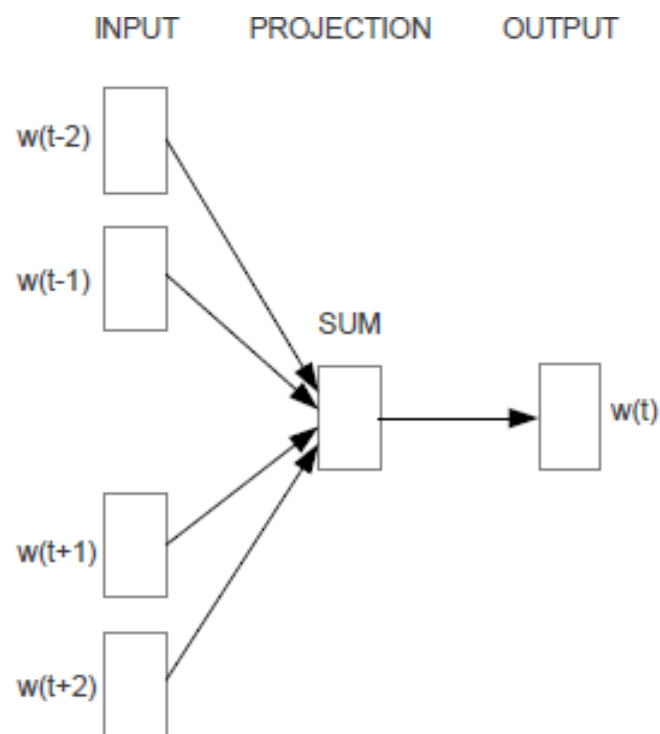 INPUT PROJECTION OUTPUT
w(t-2)
w(t-1)
SUM
w(t)
w(t+1)
w(t+2)